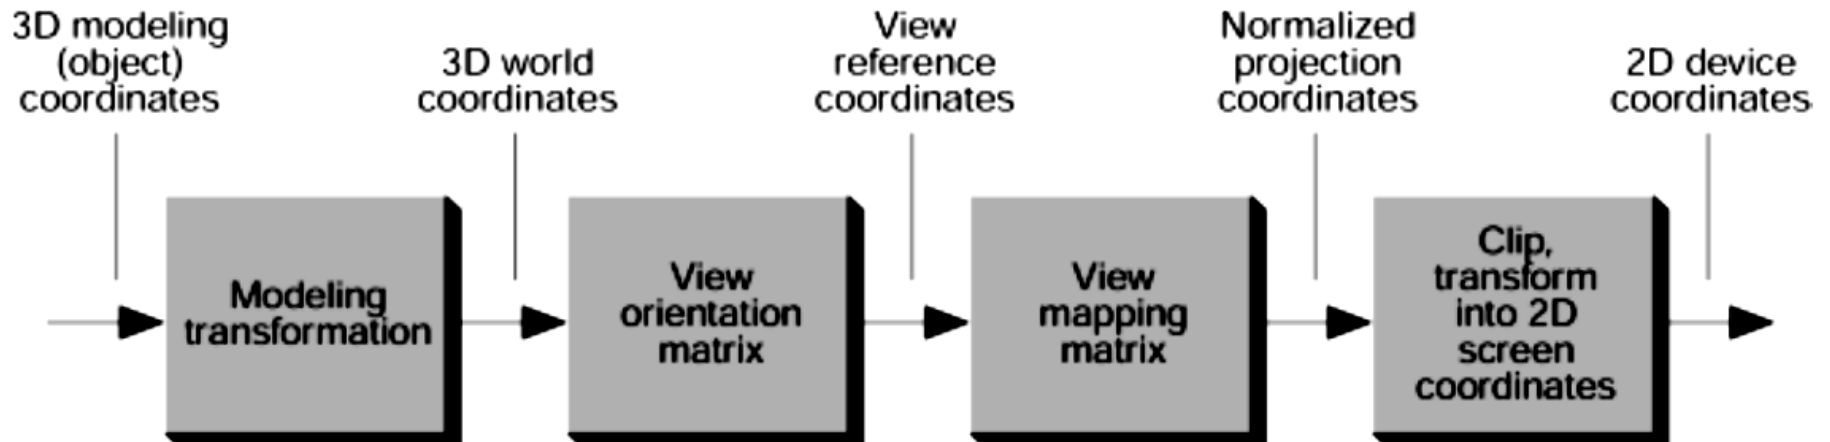 3D modeling
(object)
coordinates
3D world
coordinates
View
reference
coordinates
Normalized
projection
coordinates
2D device
coordinates
Modeling
transformation
View
orientation
matrix
View
mapping
matrix
Clip,
transform
into 2D
screen
coordinates